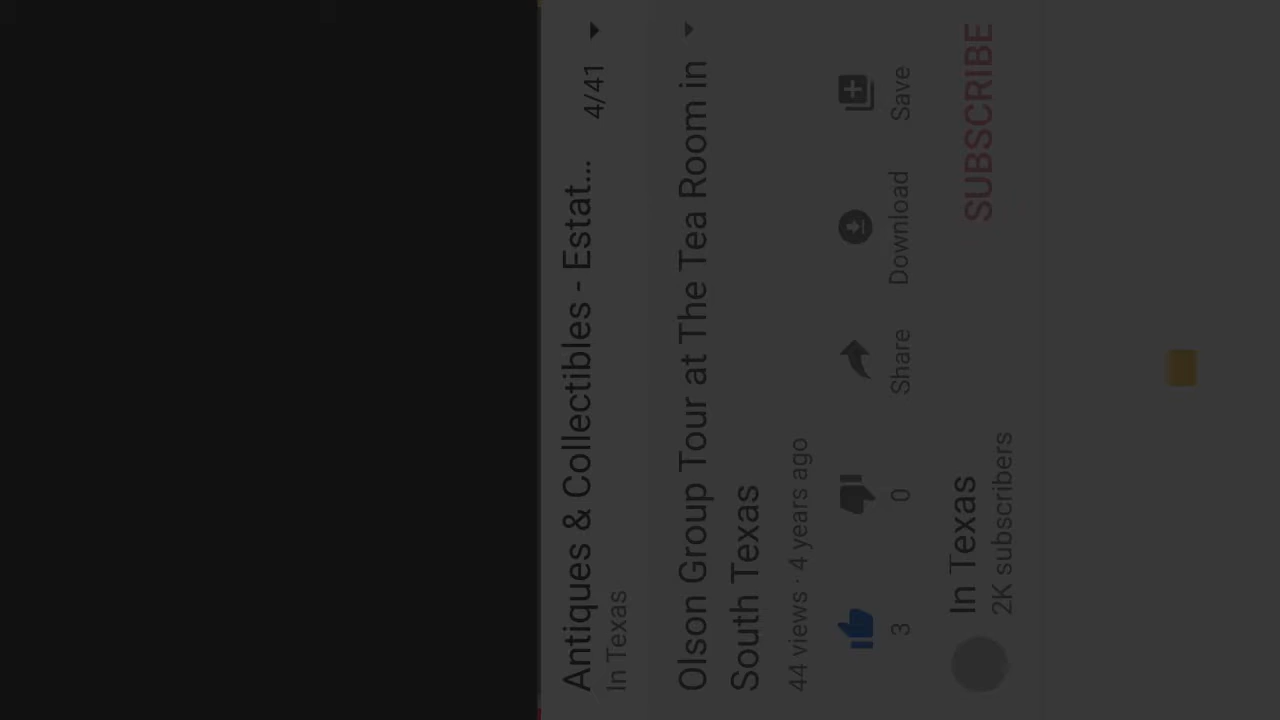 Antiques & Collectibles - Estat... 4/41
In Texas
Olson Group Tour at The Tea Room in
South Texas
44 views · 4 years ago
3 0 Share Download Save
In Texas
2K subscribers
SUBSCRIBE